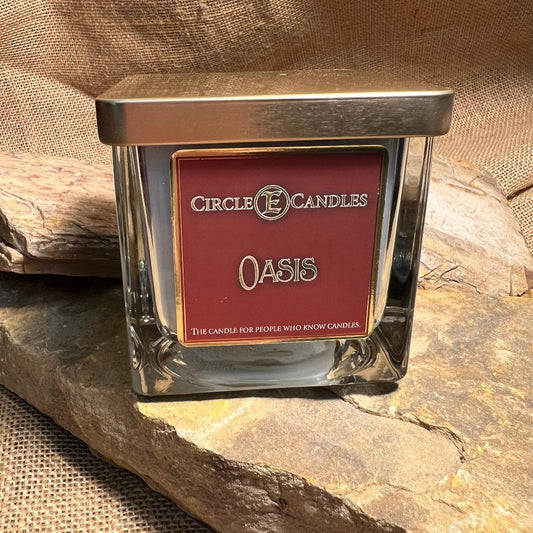 CIRCLE E CANDLES
OASIS
THE CANDLE FOR PEOPLE WHO KNOW CANDLES.